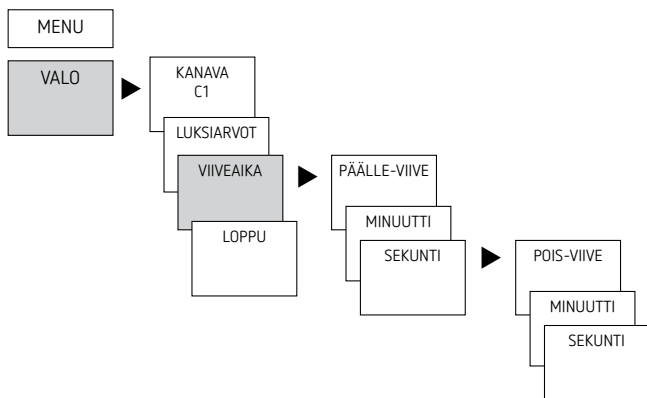 MENU
VALO
KANAVA
C1
LUKSIARVOT
VIIVEAIKA
LOPPU
PÄÄLLE-VIIVE
MINUUTTI
SEKUNTI
POIS-VIIVE
MINUUTTI
SEKUNTI